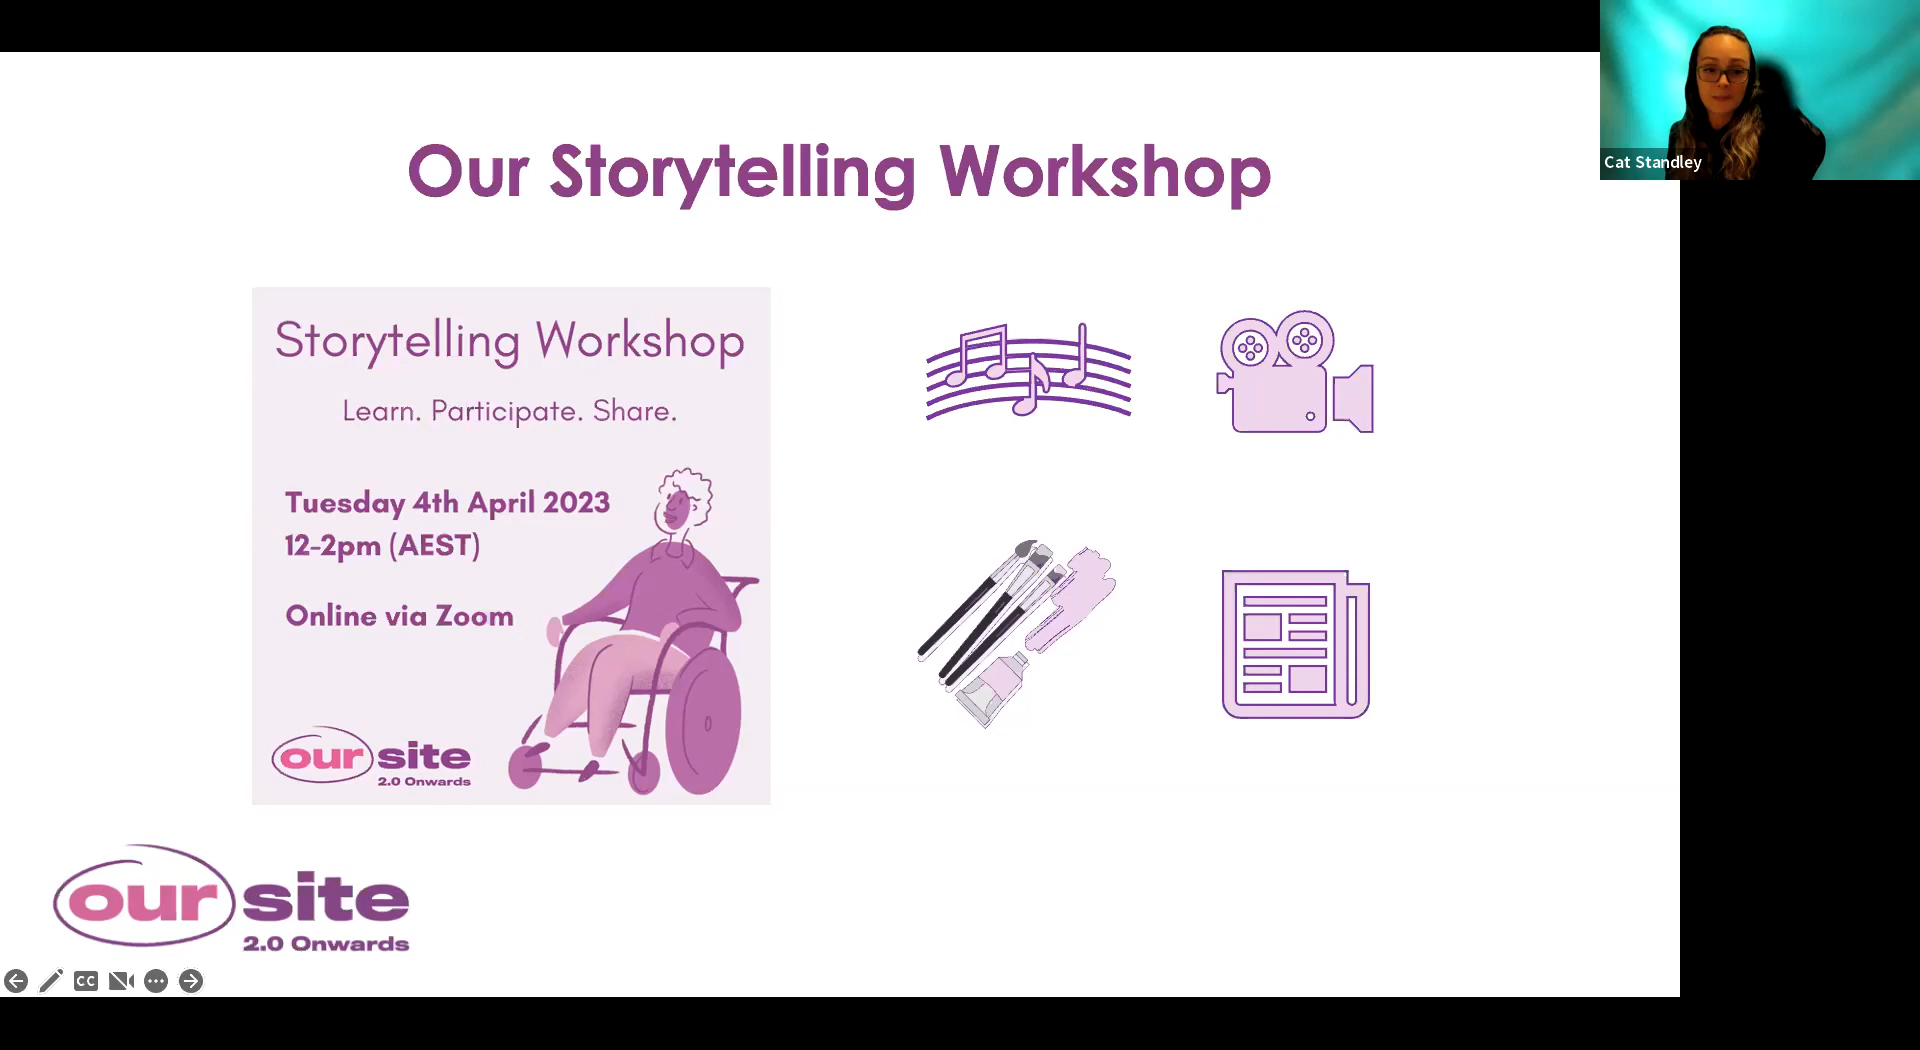 Our Storytelling Workshop
Cat Standley
Storytelling Workshop
Learn. Participate. Share.
Tuesday 4th April 2023
12-2pm (AEST)
Online via Zoom
our site
2.0 Onwards
our site
2.0 Onwards
CC